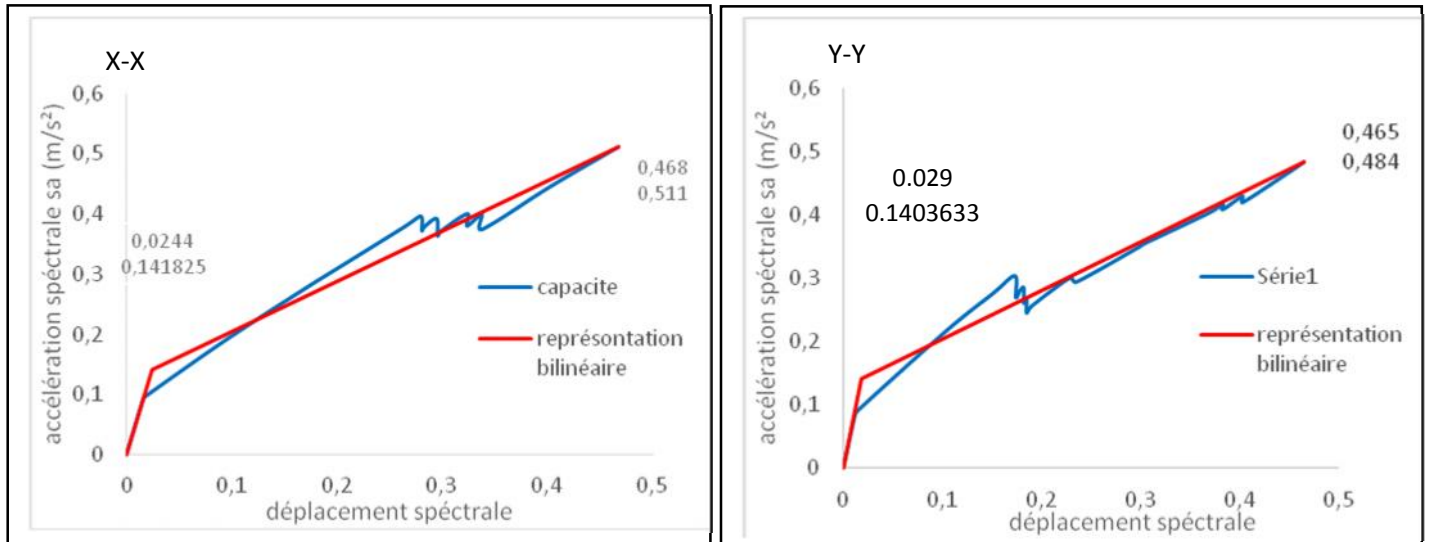 X-X
accélération spéctrale sa (m/s²)
0,6
0,5
0,4
0,3
0,2
0,1
0
0,0244
0,141825
0,468
0,511
capacite
représontation
bilinéaire
0
0,1
0,2
0,3
0,4
0,5
déplacement spéctrale
Y-Y
accélération spéctrale sa (m/s²
0,6
0,5
0,4
0,3
0,2
0,1
0
0.029
0.1403633
0,465
0,484
Série1
représentation
bilinéaire
0
0,1
0,2
0,3
0,4
0,5
déplacement spéctrale